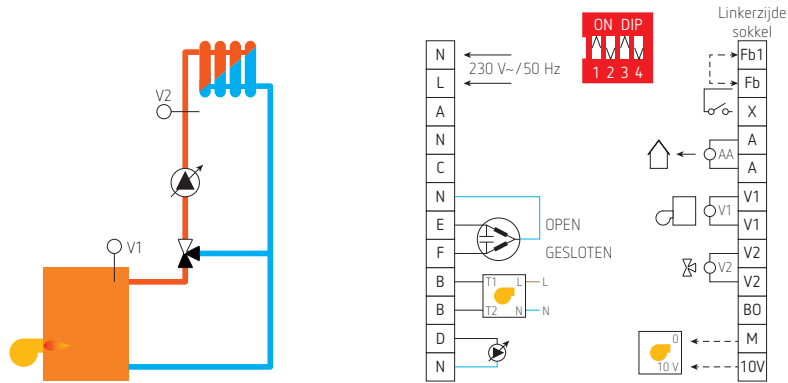 V2
V1
N
L
A
N
C
N
E
F
B
B
D
N
230 V~/50 Hz
OPEN
GESLOTEN
T1 L L
T2 N N
ON DIP
1 2 3 4
Linkerzijde
sokkel
Fb1
Fb
X
A
AA
A
V1
V1
V1
V2
V2
V2
BO
M
0
10V
10 V